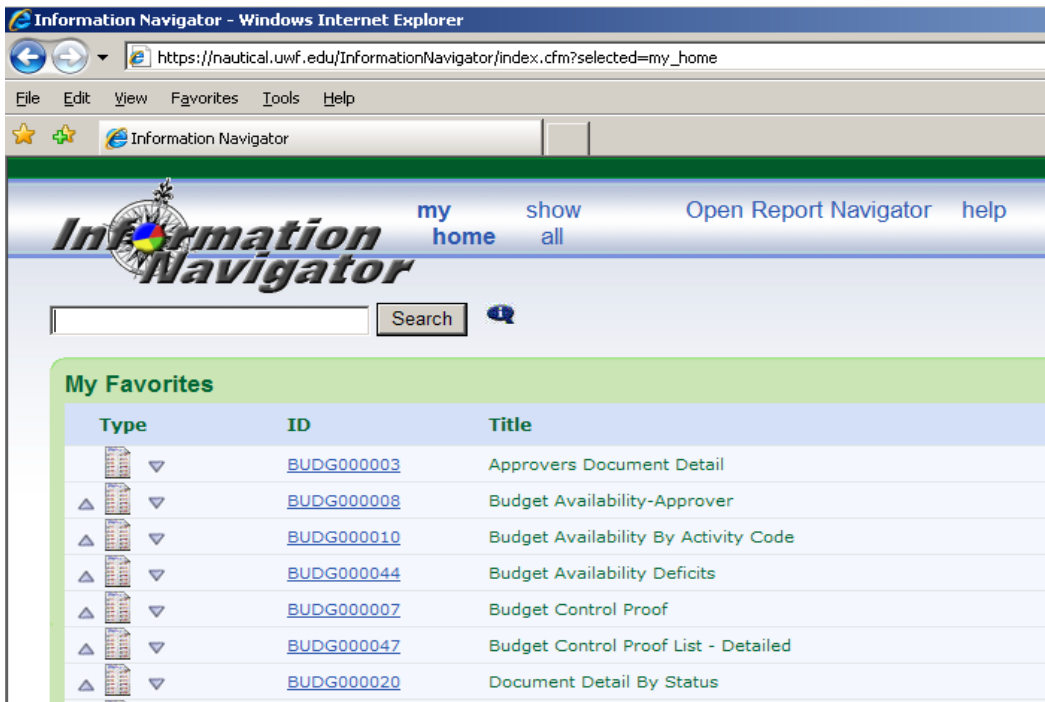 Information Navigator - Windows Internet Explorer
https://nautical.uwf.edu/InformationNavigator/index.cfm?selected=my_home
File Edit View Favorites Tools Help
Information Navigator
Information Navigator
my home show all Open Report Navigator help
Search
My Favorites
Type ID Title
BUDG000003 Approvers Document Detail
BUDG000008 Budget Availability-Approver
BUDG000010 Budget Availability By Activity Code
BUDG000044 Budget Availability Deficits
BUDG000007 Budget Control Proof
BUDG000047 Budget Control Proof List - Detailed
BUDG000020 Document Detail By Status